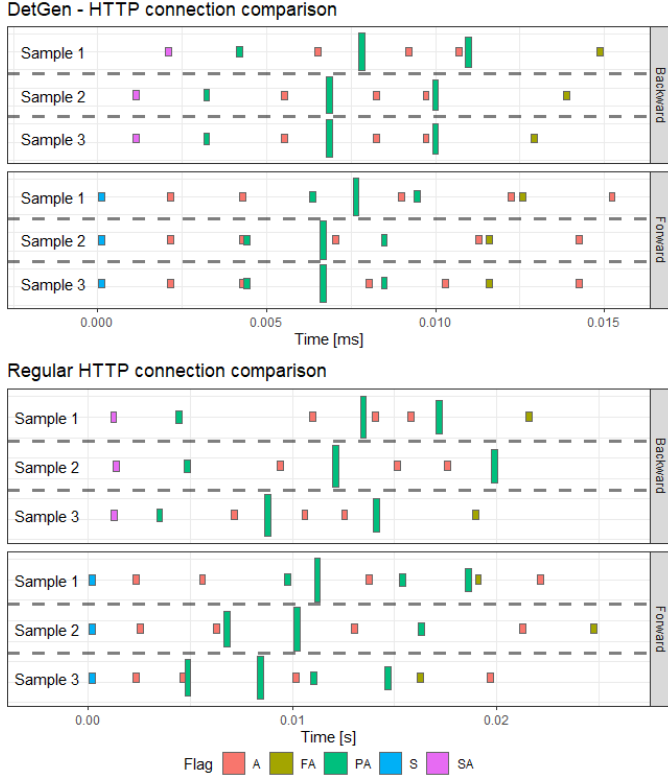 DetGen - HTTP connection comparison
Sample 1
Sample 2
Sample 3
Backward
Sample 1
Sample 2
Sample 3
Forward
0.000 0.005 0.010 0.015
Time [ms]
Regular HTTP connection comparison
Sample 1
Sample 2
Sample 3
Backward
Sample 1
Sample 2
Sample 3
Forward
0.00 0.01 0.02
Time [s]
Flag A FA PA S SA